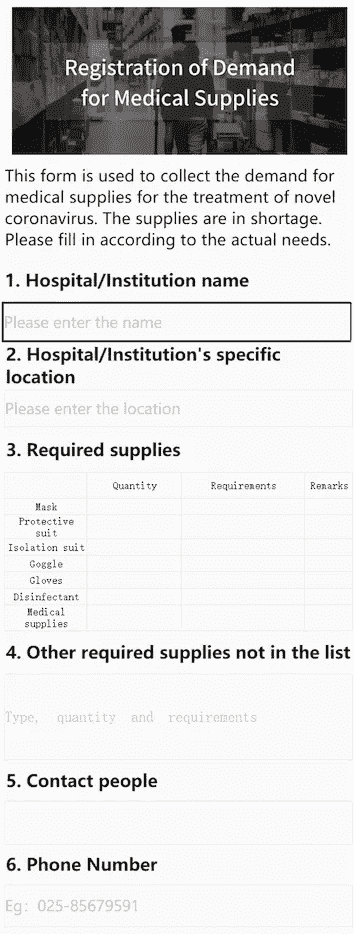 Registration of Demand
for Medical Supplies
This form is used to collect the demand for
medical supplies for the treatment of novel
coronavirus. The supplies are in shortage.
Please fill in according to the actual needs.
1. Hospital/Institution name
Please enter the name
2. Hospital/Institution's specific
location
Please enter the location
3. Required supplies
Quantity Requirements Remarks
Mask
Protective
suit
Isolation suit
Goggle
Gloves
Disinfectant
Medical
supplies
4. Other required supplies not in the list
Type, quantity and requirements
5. Contact people
6. Phone Number
Eg: 025-85679591